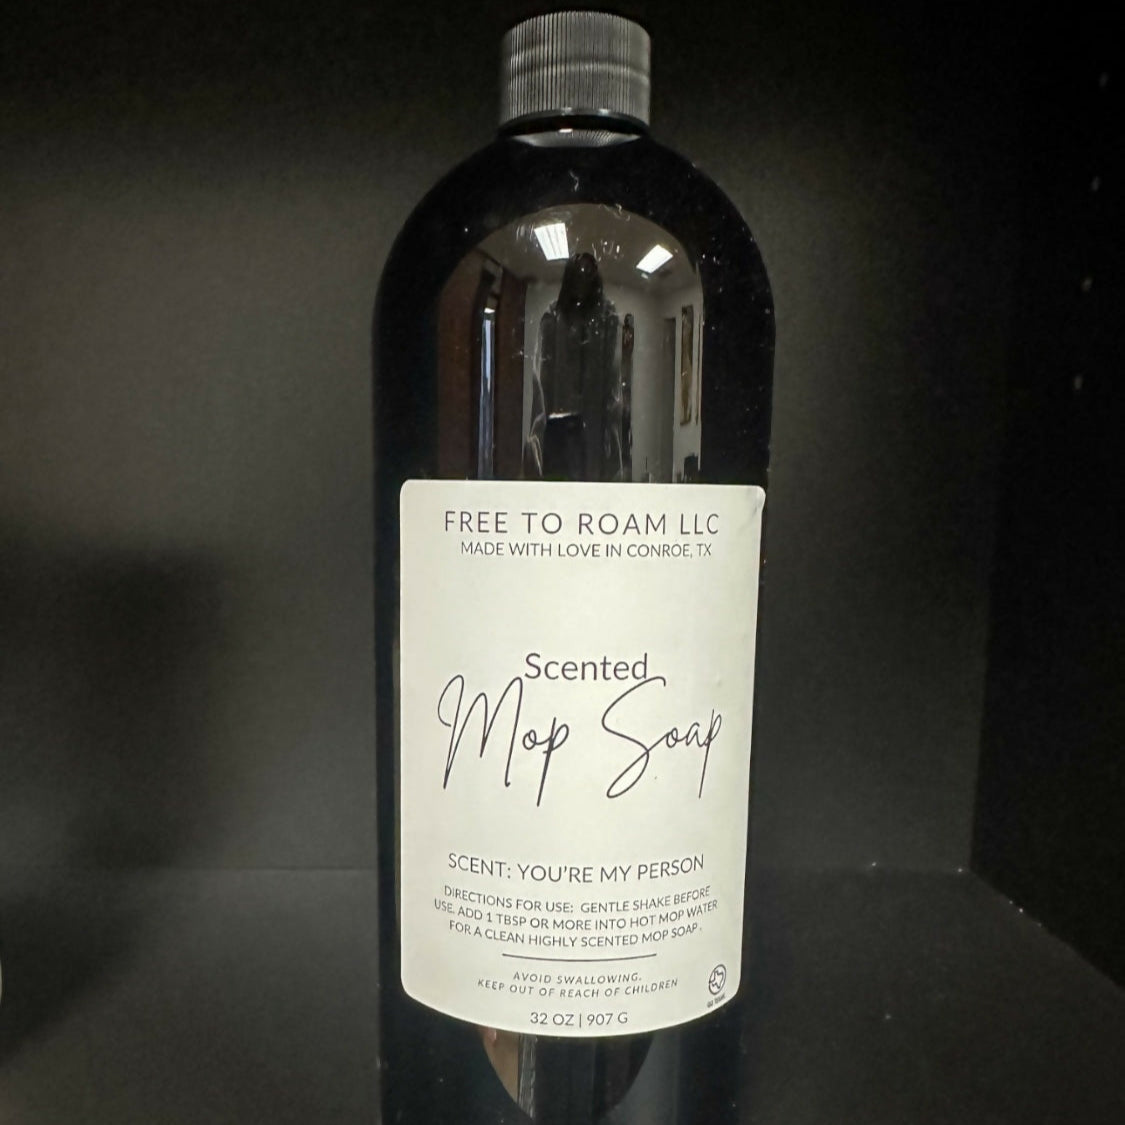 FREE TO ROAM LLC
MADE WITH LOVE IN CONROE, TX
Scented
Mop Soap
SCENT: YOU'RE MY PERSON
DIRECTIONS FOR USE: GENTLE SHAKE BEFORE
USE. ADD 1 TBSP OR MORE INTO HOT MOP WATER
FOR A CLEAN HIGHLY SCENTED MOP SOAP.
AVOID SWALLOWING.
KEEP OUT OF REACH OF CHILDREN
32 OZ | 907 G